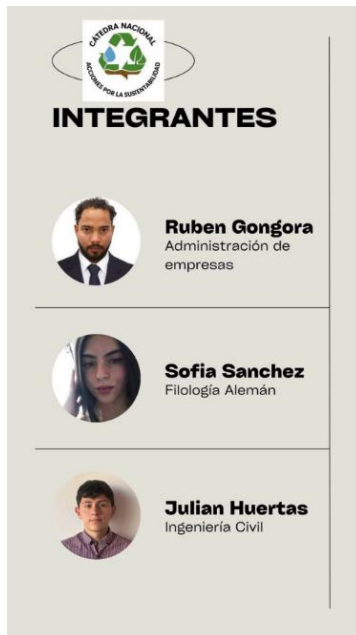 CÁTEDRA NACIONAL
ACCIONES POR LA SUSTENTABILIDAD
INTEGRANTES
Ruben Gongora
Administración de
empresas
Sofia Sanchez
Filología Alemán
Julian Huertas
Ingeniería Civil